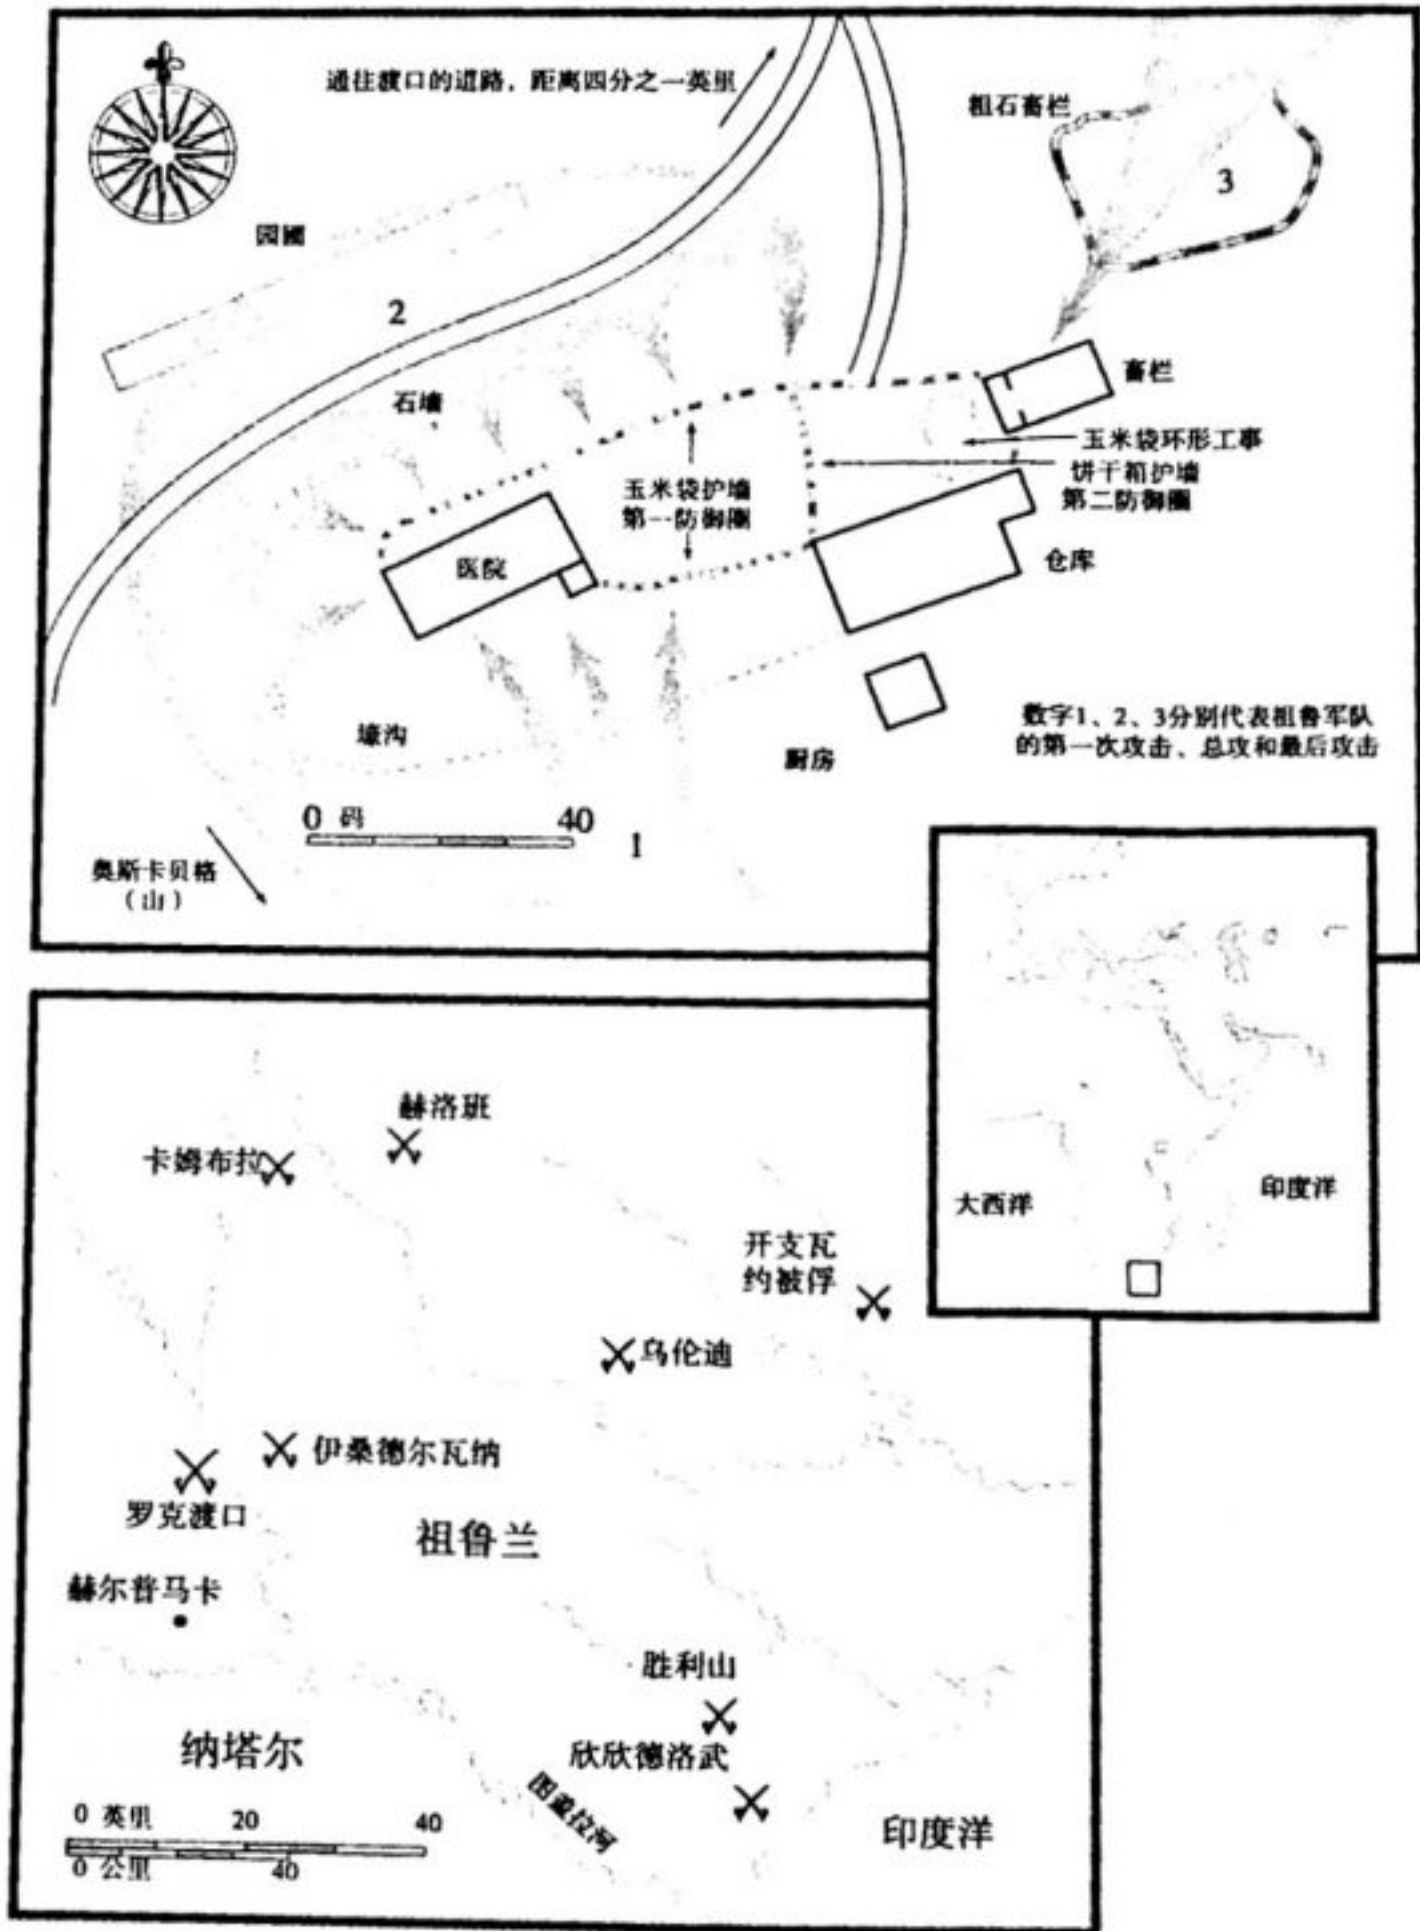 通往渡口的道路，距离四分之一英里
粗石畜栏
3
园圃
2
石墙
畜栏
玉米袋环形工事
饼干箱护墙
第二防御圈
玉米袋护墙
第一防御圈
医院
仓库
壕沟
厨房
数字1、2、3分别代表祖鲁军队
的第一次攻击、总攻和最后攻击
0 码 40
1
奥斯卡贝格
（山）
大西洋
印度洋
赫洛班
卡姆布拉
开支瓦
约被俘
乌伦迪
伊桑德尔瓦纳
罗克渡口
祖鲁兰
赫尔普马卡
胜利山
纳塔尔
欣欣德洛武
图盖拉河
印度洋
0 英里 20 40
0 公里 40